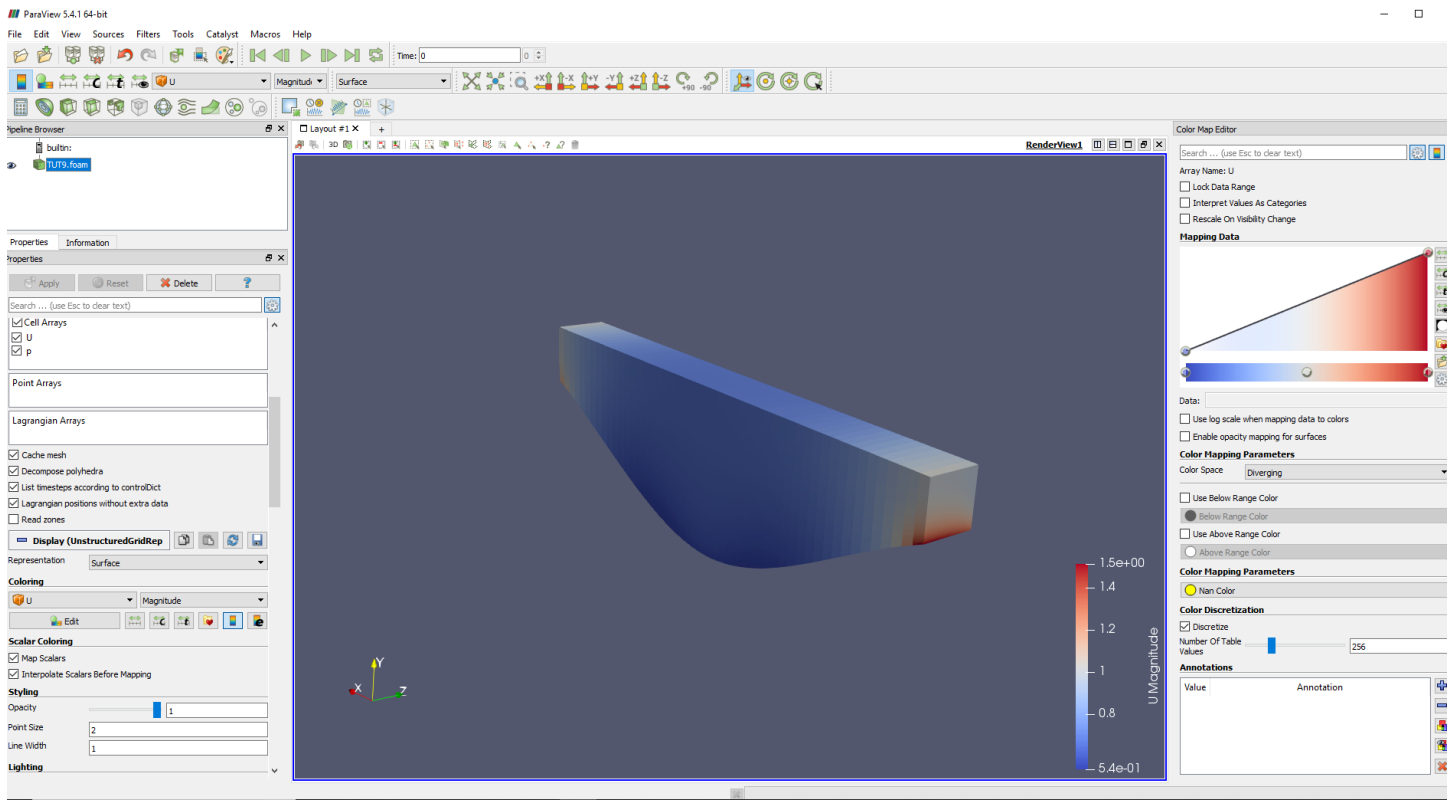 ParaView 5.4.1 64-bit
File Edit View Sources Filters Tools Catalyst Macros Help
Time: 0 0
U Magnitud Surface +X -X +Y -Y +Z -Z +90 -90
Pipeline Browser
builtin:
TUT9.foam
Properties Information
Properties
Apply Reset Delete ?
Search ... (use Esc to clear text)
Cell Arrays
U
p
Point Arrays
Lagrangian Arrays
Cache mesh
Decompose polyhedra
List timesteps according to controlDict
Lagrangian positions without extra data
Read zones
Display (UnstructuredGridRep
Representation Surface
Coloring
U Magnitude
Edit
Scalar Coloring
Map Scalars
Interpolate Scalars Before Mapping
Styling
Opacity 1
Point Size 2
Line Width 1
Lighting
Layout #1 +
3D RenderView1
Y
X
Z
1.5e+00
1.4
1.2
1
0.8
5.4e-01
U Magnitude
Color Map Editor
Search ... (use Esc to clear text)
Array Name: U
Lock Data Range
Interpret Values As Categories
Rescale On Visibility Change
Mapping Data
Data:
Use log scale when mapping data to colors
Enable opacity mapping for surfaces
Color Mapping Parameters
Color Space Diverging
Use Below Range Color
Below Range Color
Use Above Range Color
Above Range Color
Color Mapping Parameters
Nan Color
Color Discretization
Discretize
Number Of Table
Values 256
Annotations
Value Annotation